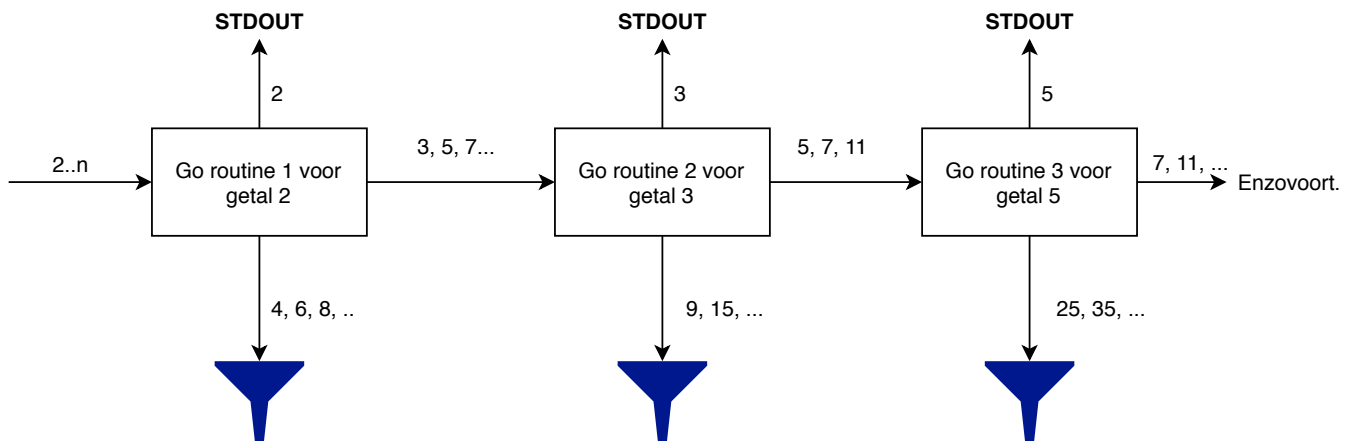 STDOUT
STDOUT
STDOUT
2
3
5
2..n
Go routine 1 voor
getal 2
3, 5, 7...
Go routine 2 voor
getal 3
5, 7, 11
Go routine 3 voor
getal 5
7, 11, ...
Enzovoort.
4, 6, 8, ..
9, 15, ...
25, 35, ...